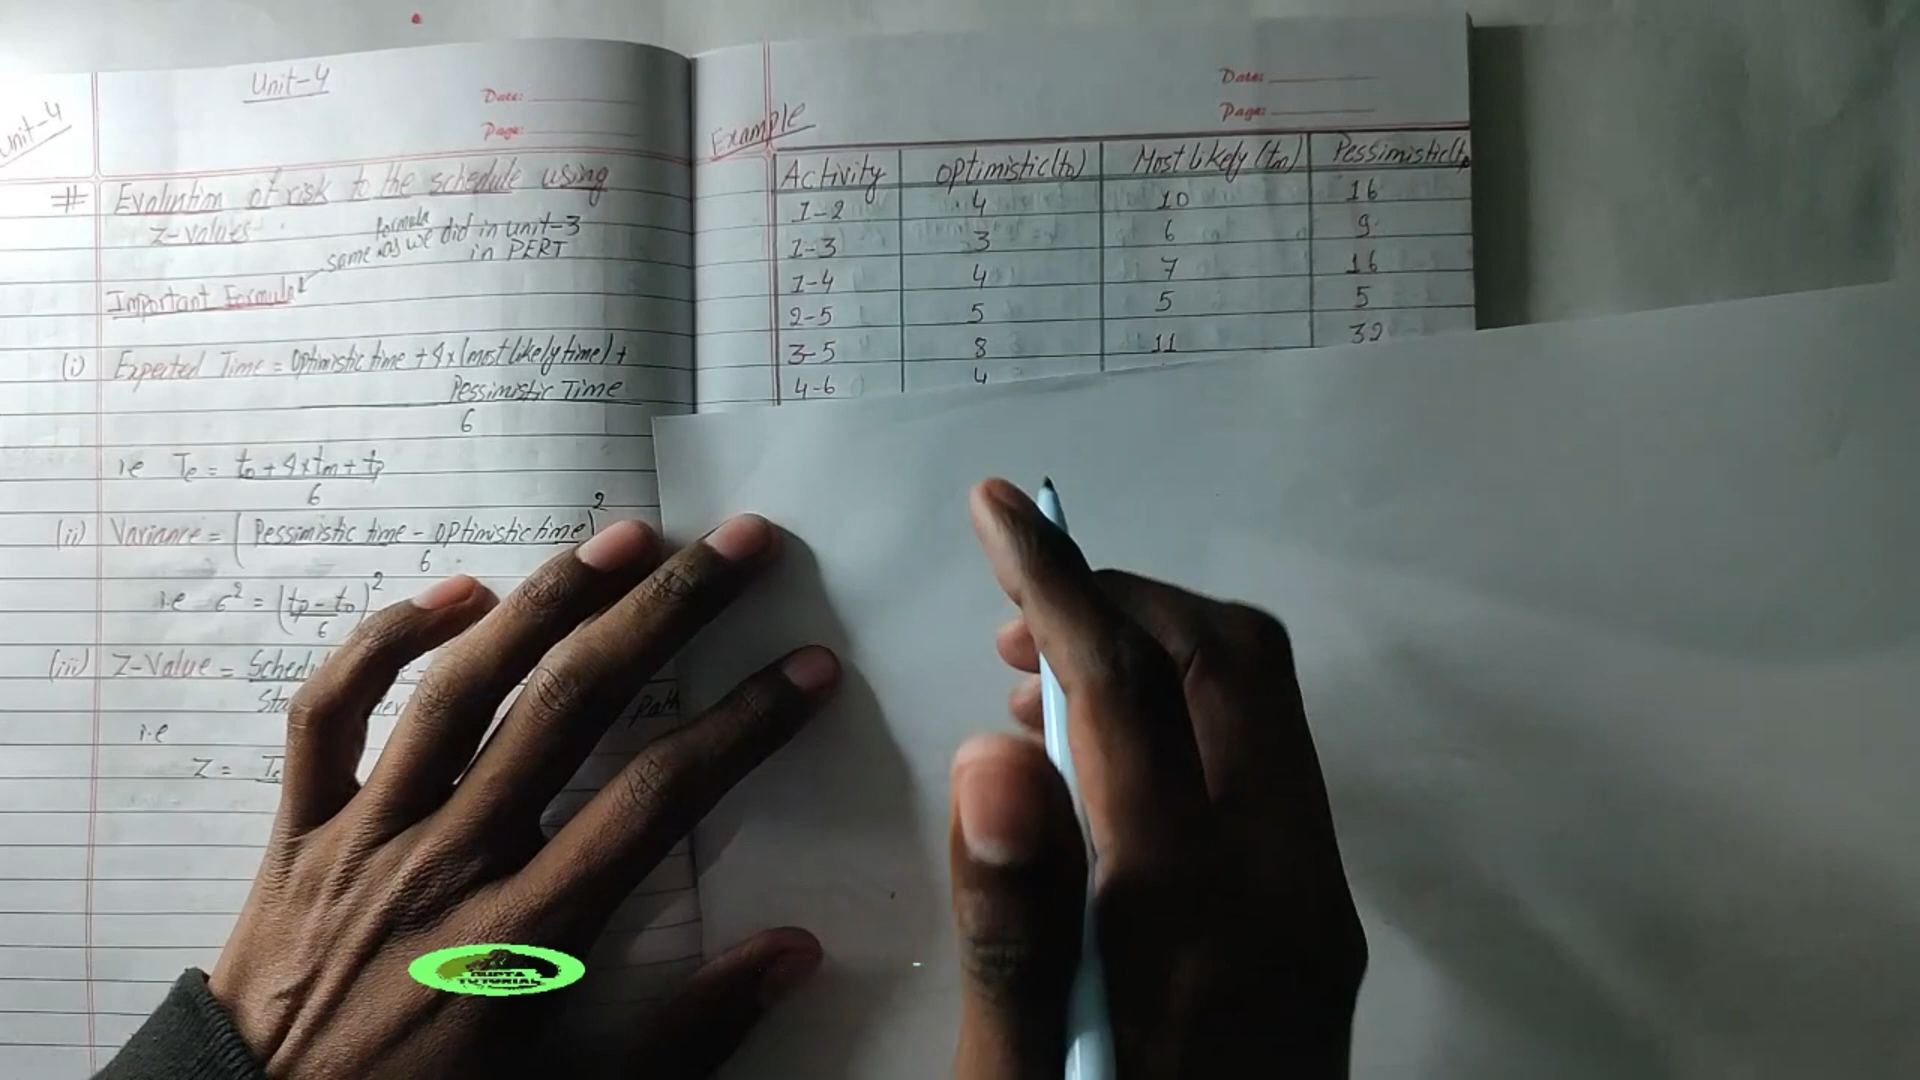 Unit-4
Unit-4
Date:
Page:
# Evaluation of risk to the schedule using
z-values
formula
same as we did in unit-3
in PERT
Important Formula
(i) Expected Time = Optimistic time + 4 x (most likely time) +
Pessimistic Time
6
i.e Te = to + 4 x tm + tp
6
(ii) Variance = (Pessimistic time - optimistic time)2
6
i.e σ2 = (tp - to)2
6
(iii) Z-Value =
path
i.e
Z =
Date:
Page:
Example
Activity Optimistic (to) Most likely (tm) Pessimistic (tp
1-2 4 10 16
1-3 3 6 9
1-4 4 7 16
2-5 5 5 5
3-5 8 11 32
4-6 4
GUPTA
TUTORIAL